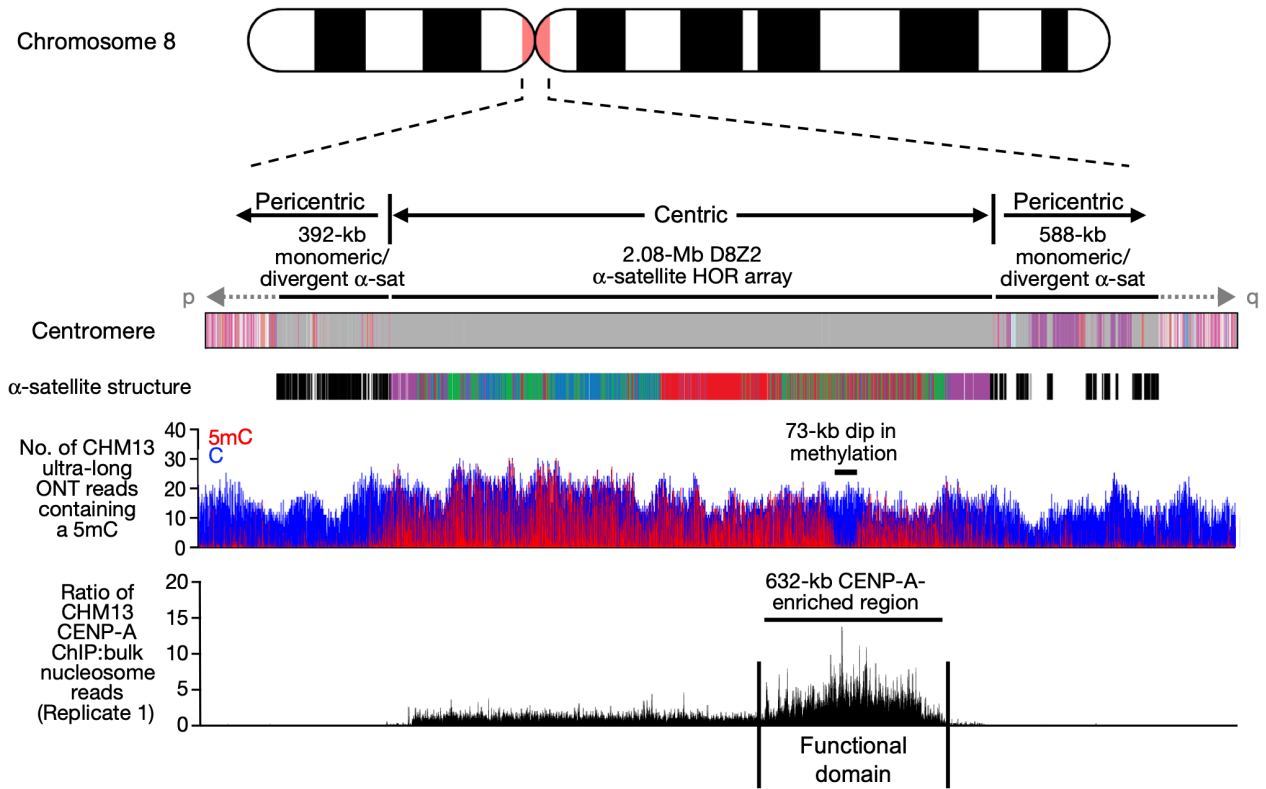 Chromosome 8
Pericentric
Centric
Pericentric
392-kb
monomeric/
divergent α-sat
2.08-Mb D8Z2
α-satellite HOR array
588-kb
monomeric/
divergent α-sat
p
q
Centromere
α-satellite structure
No. of CHM13
ultra-long
ONT reads
containing
a 5mC
40
30
20
10
0
5mC
C
73-kb dip in
methylation
Ratio of
CHM13
CENP-A
ChIP:bulk
nucleosome
reads
(Replicate 1)
20
15
10
5
0
632-kb CENP-A-
enriched region
Functional
domain